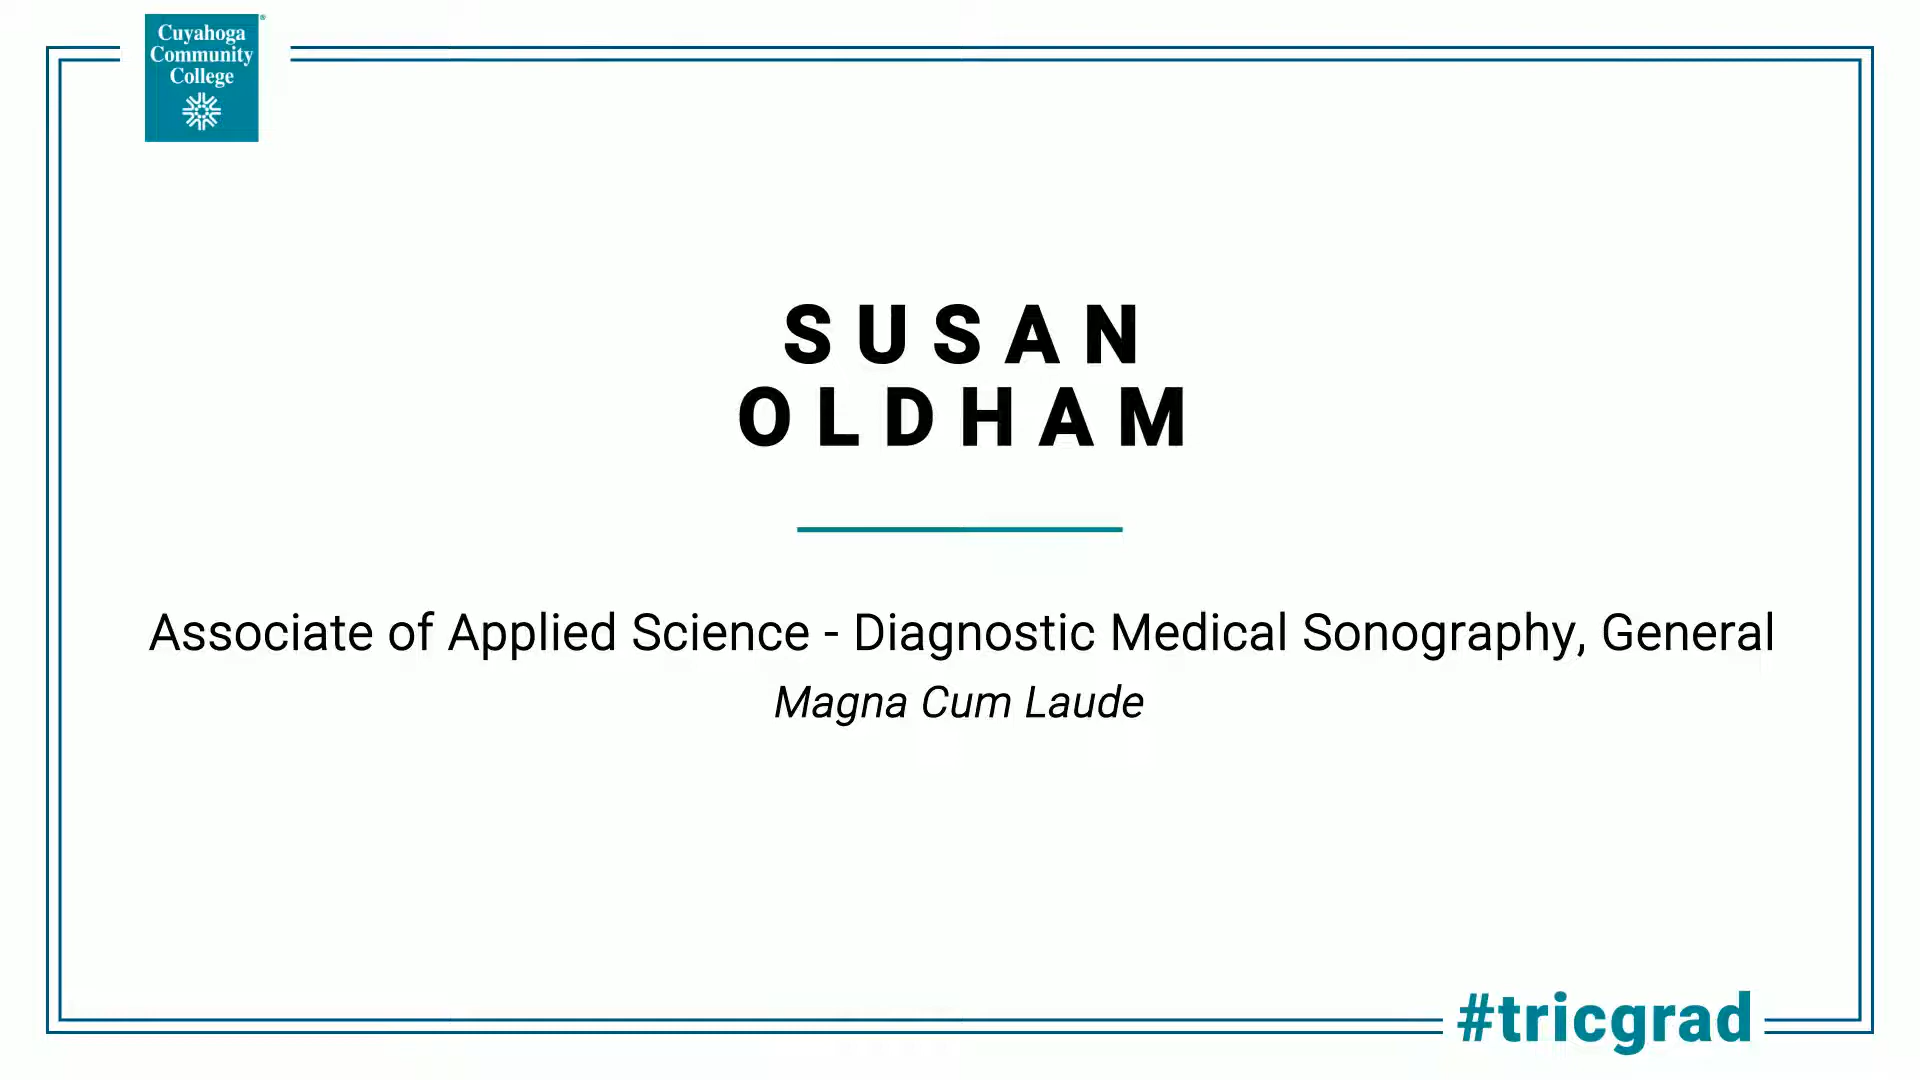 Cuyahoga
Community
College
SUSAN
OLDHAM
Associate of Applied Science - Diagnostic Medical Sonography, General
Magna Cum Laude
#tricgrad